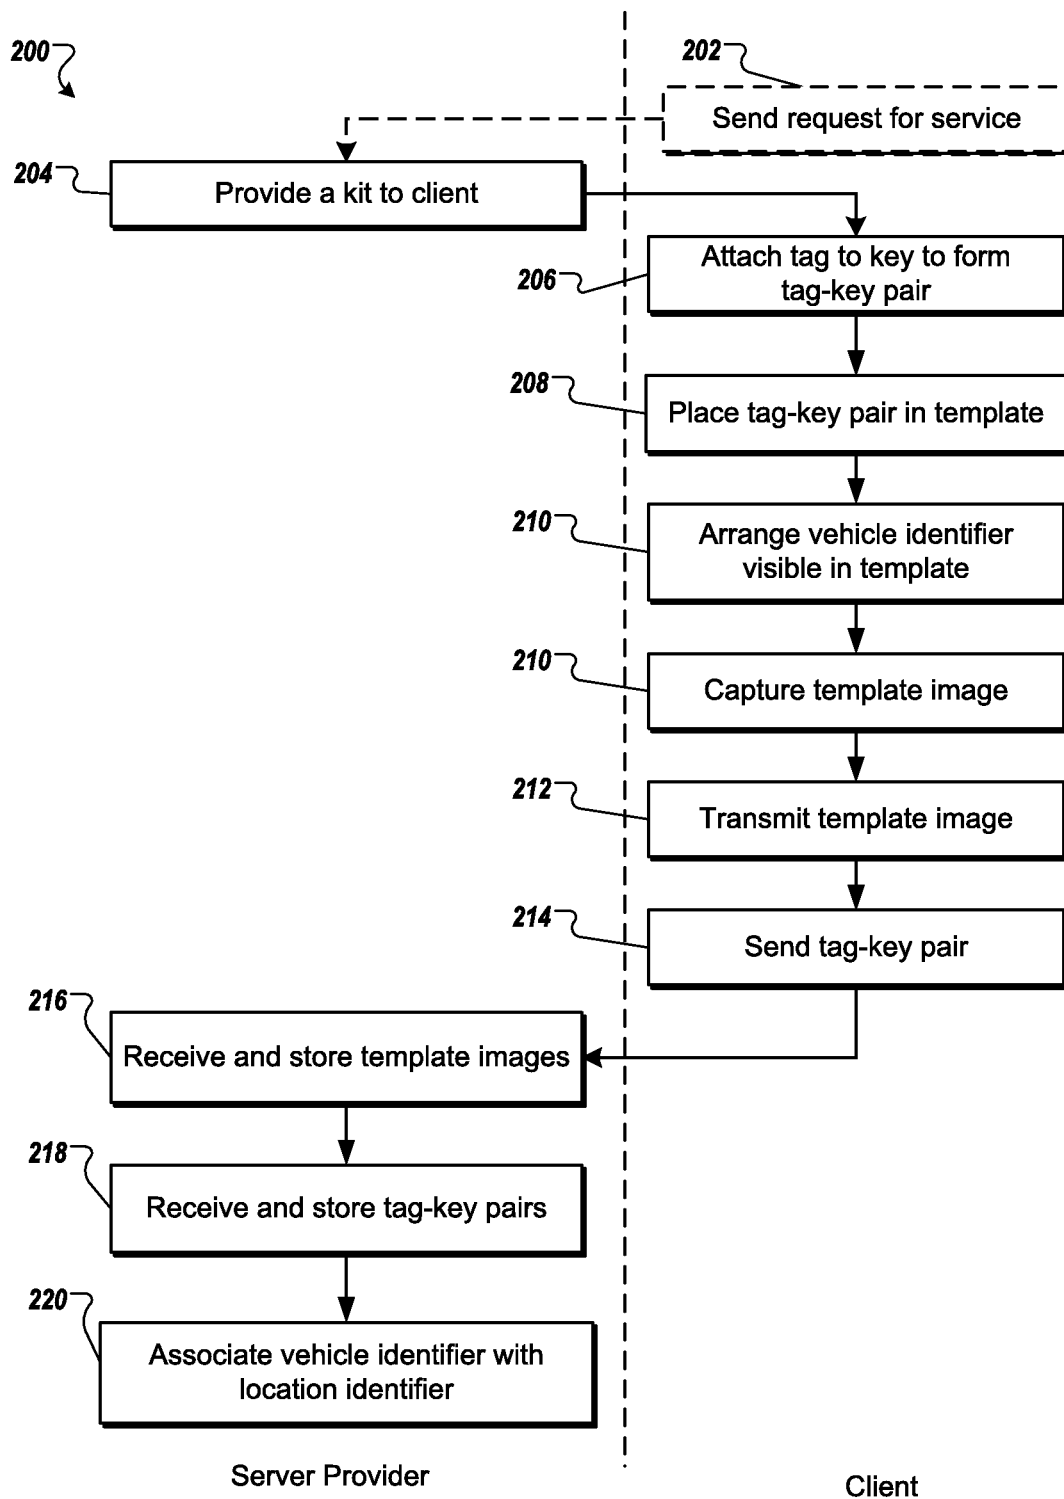 200
202
Send request for service
204
Provide a kit to client
206
Attach tag to key to form
tag-key pair
208
Place tag-key pair in template
210
Arrange vehicle identifier
visible in template
210
Capture template image
212
Transmit template image
214
Send tag-key pair
216
Receive and store template images
218
Receive and store tag-key pairs
220
Associate vehicle identifier with
location identifier
Server Provider
Client